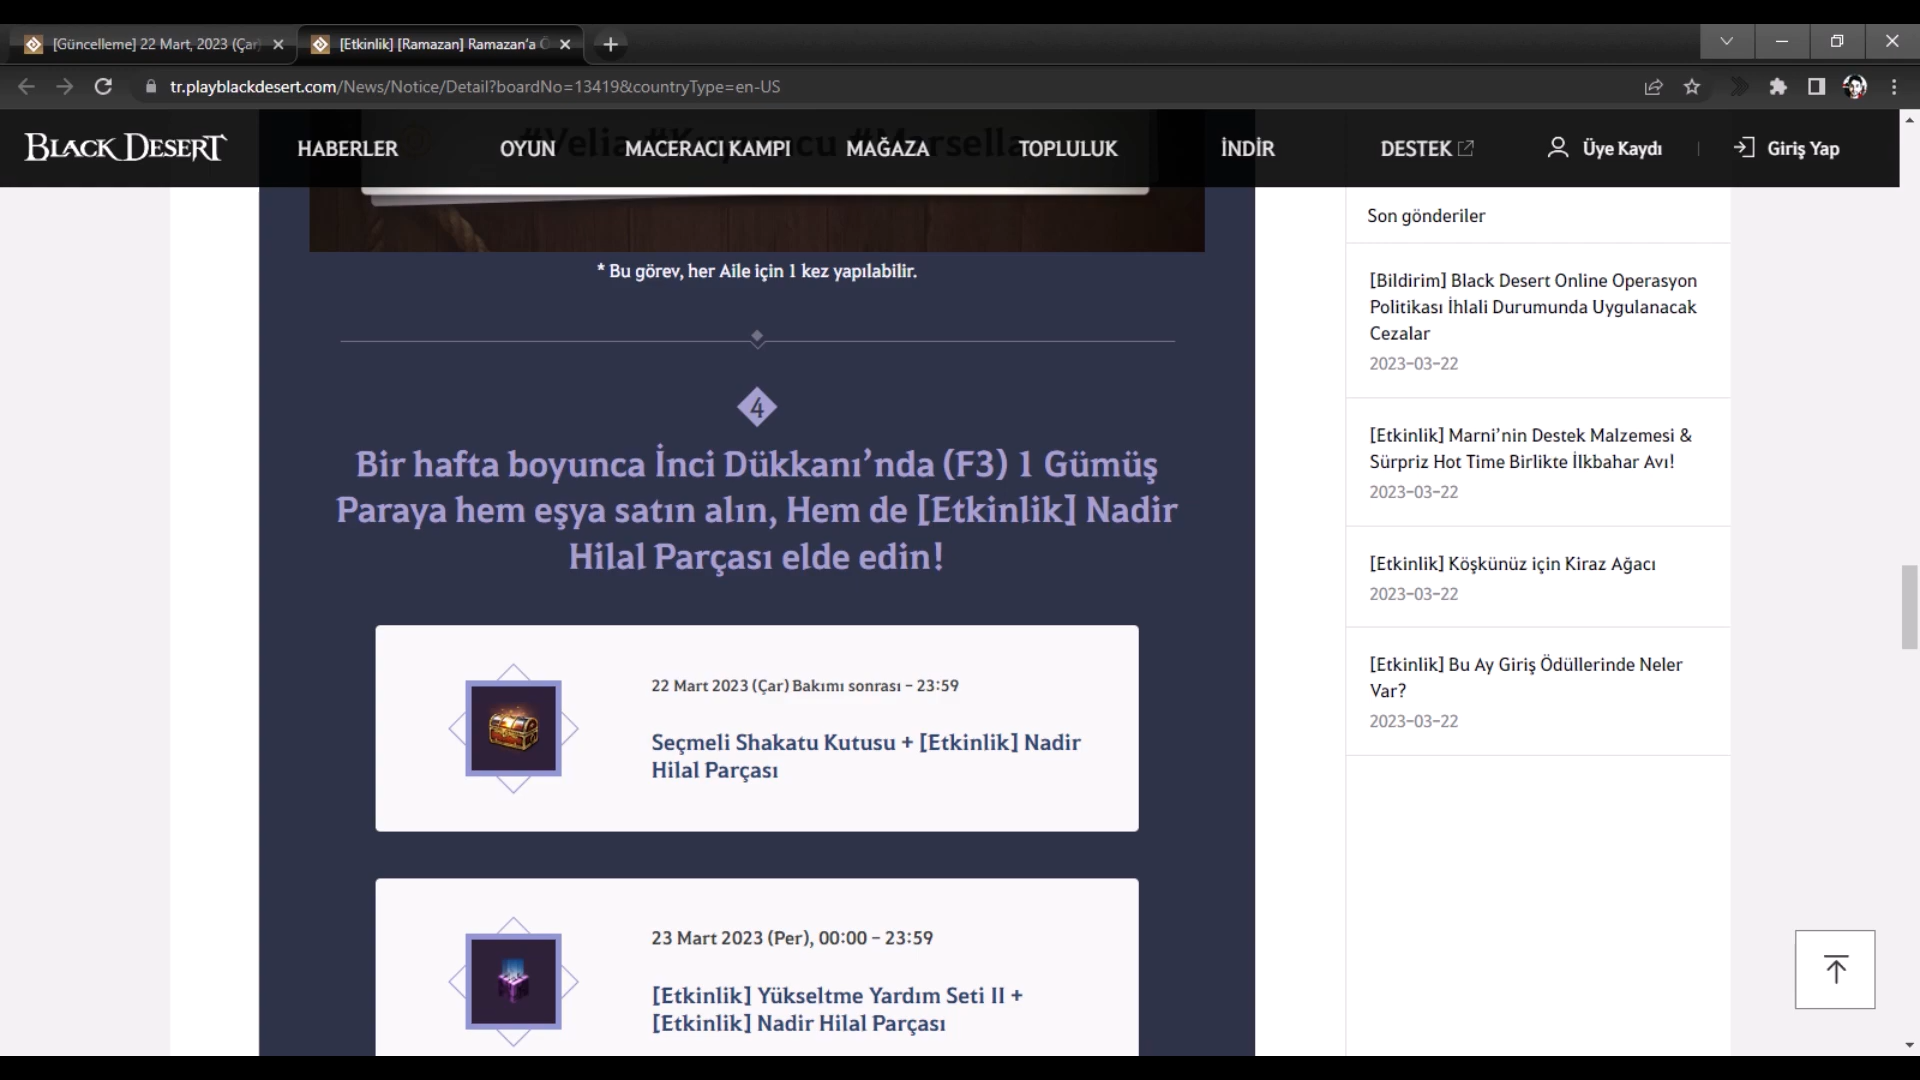 [Güncelleme] 22 Mart, 2023 (Çar
[Etkinlik] [Ramazan] Ramazan'a Ö
tr.playblackdesert.com/News/Notice/Detail?boardNo=13419&countryType=en-US
BLACK DESERT
HABERLER
OYUN
MACERACI KAMPI
MAĞAZA
TOPLULUK
İNDİR
DESTEK
Üye Kaydı
Giriş Yap
* Bu görev, her Aile için 1 kez yapılabilir.
4
Bir hafta boyunca İnci Dükkanı'nda (F3) 1 Gümüş
Paraya hem eşya satın alın, Hem de [Etkinlik] Nadir
Hilal Parçası elde edin!
22 Mart 2023 (Çar) Bakımı sonrası - 23:59
Seçmeli Shakatu Kutusu + [Etkinlik] Nadir
Hilal Parçası
23 Mart 2023 (Per), 00:00 - 23:59
[Etkinlik] Yükseltme Yardım Seti II +
[Etkinlik] Nadir Hilal Parçası
Son gönderiler
[Bildirim] Black Desert Online Operasyon
Politikası İhlali Durumunda Uygulanacak
Cezalar
2023-03-22
[Etkinlik] Marni'nin Destek Malzemesi &
Sürpriz Hot Time Birlikte İlkbahar Avı!
2023-03-22
[Etkinlik] Köşkünüz için Kiraz Ağacı
2023-03-22
[Etkinlik] Bu Ay Giriş Ödüllerinde Neler
Var?
2023-03-22